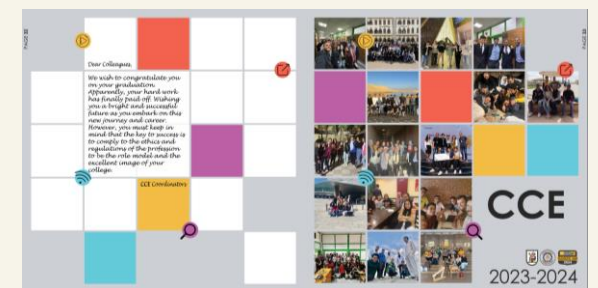 Dear Colleagues,
We wish to congratulate you
on your graduation.
Apparently, your hard work
has finally paid off. Wishing
you a bright and successful
future as you embark on this
new journey and career.
However, you must keep in
mind that the key to success is
to comply to the ethics and
regulations of the profession
to be the role model and the
excellent image of your
college.
CCE Coordinators
CCE
2023-2024